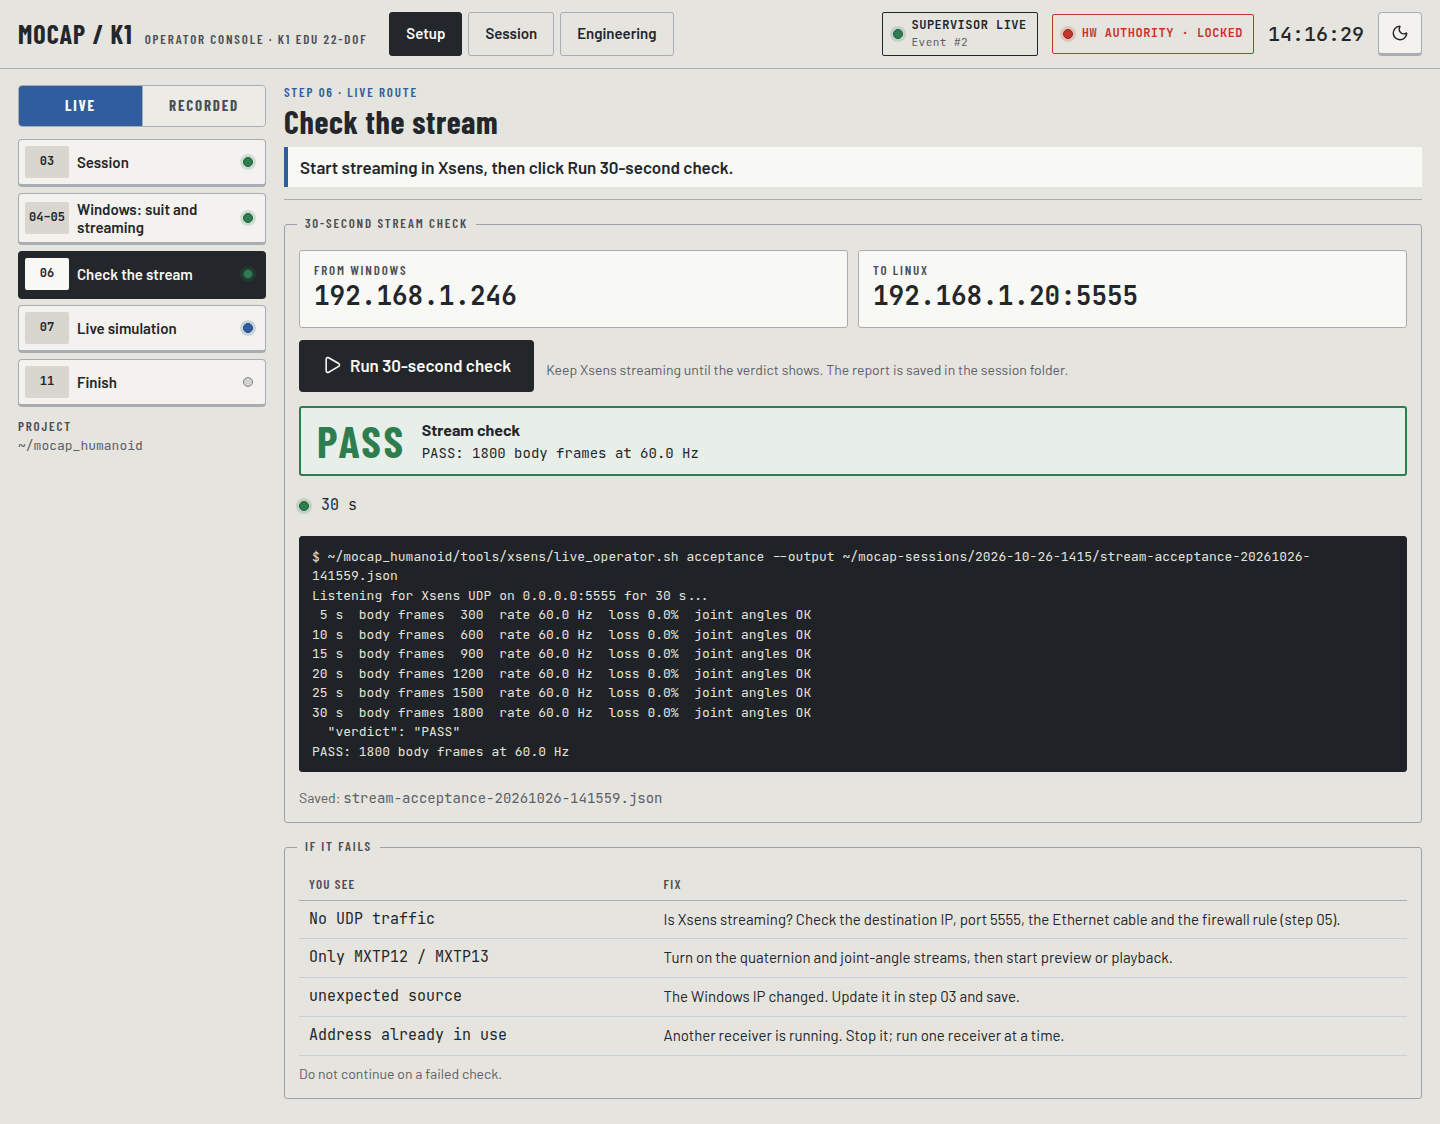 MOCAP / K1
OPERATOR CONSOLE · K1 EDU 22-DOF
Setup
Session
Engineering
SUPERVISOR LIVE
Event #2
HW AUTHORITY · LOCKED
14:16:29
LIVE
RECORDED
03
Session
04–05
Windows: suit and
streaming
06
Check the stream
07
Live simulation
11
Finish
PROJECT
~/mocap_humanoid
STEP 06 · LIVE ROUTE
Check the stream
Start streaming in Xsens, then click Run 30-second check.
30-SECOND STREAM CHECK
FROM WINDOWS
192.168.1.246
TO LINUX
192.168.1.20:5555
Run 30-second check
Keep Xsens streaming until the verdict shows. The report is saved in the session folder.
PASS
Stream check
PASS: 1800 body frames at 60.0 Hz
30 s
$ ~/mocap_humanoid/tools/xsens/live_operator.sh acceptance --output ~/mocap-sessions/2026-10-26-1415/stream-acceptance-20261026-
141559.json
Listening for Xsens UDP on 0.0.0.0:5555 for 30 s...
5 s  body frames  300  rate 60.0 Hz  loss 0.0%  joint angles OK
10 s  body frames  600  rate 60.0 Hz  loss 0.0%  joint angles OK
15 s  body frames  900  rate 60.0 Hz  loss 0.0%  joint angles OK
20 s  body frames 1200  rate 60.0 Hz  loss 0.0%  joint angles OK
25 s  body frames 1500  rate 60.0 Hz  loss 0.0%  joint angles OK
30 s  body frames 1800  rate 60.0 Hz  loss 0.0%  joint angles OK
"verdict": "PASS"
PASS: 1800 body frames at 60.0 Hz
Saved: stream-acceptance-20261026-141559.json
IF IT FAILS
YOU SEE
FIX
No UDP traffic
Is Xsens streaming? Check the destination IP, port 5555, the Ethernet cable and the firewall rule (step 05).
Only MXTP12 / MXTP13
Turn on the quaternion and joint-angle streams, then start preview or playback.
unexpected source
The Windows IP changed. Update it in step 03 and save.
Address already in use
Another receiver is running. Stop it; run one receiver at a time.
Do not continue on a failed check.